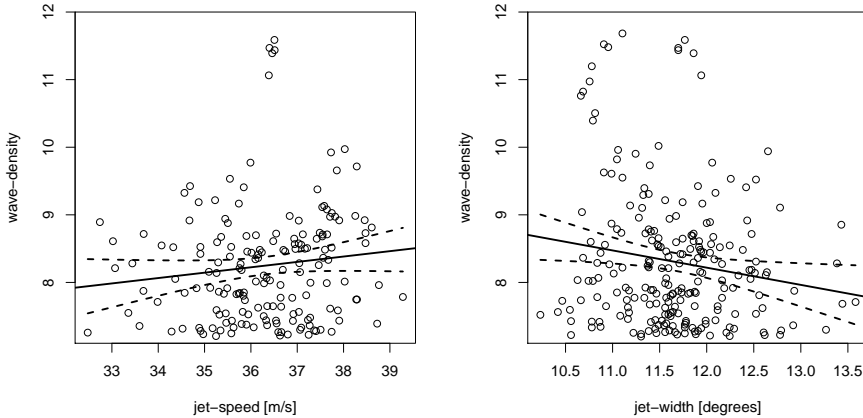 12
11
10
9
8
wave−density
33 34 35 36 37 38 39
jet−speed [m/s]
12
11
10
9
8
wave−density
10.5 11.0 11.5 12.0 12.5 13.0 13.5
jet−width [degrees]